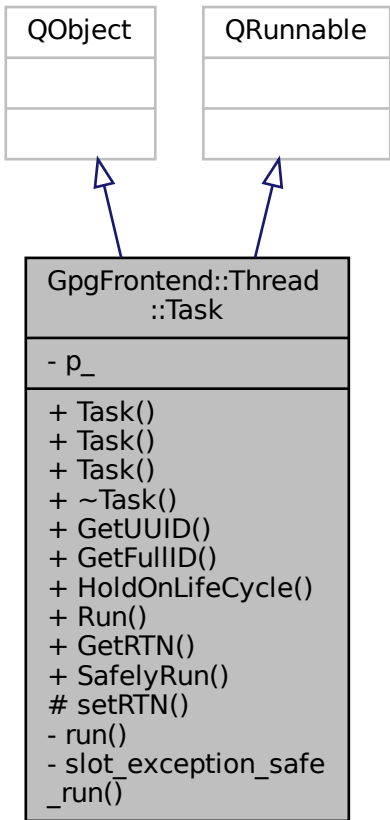 QObject
QRunnable
GpgFrontend::Thread
::Task
- p_
+ Task()
+ Task()
+ Task()
+ ~Task()
+ GetUUID()
+ GetFullID()
+ HoldOnLifeCycle()
+ Run()
+ GetRTN()
+ SafelyRun()
# setRTN()
- run()
- slot_exception_safe
_run()